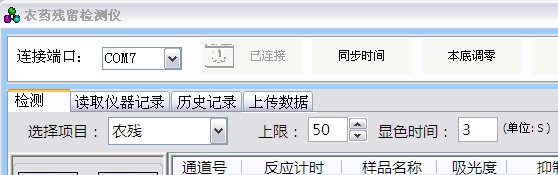 农药残留检测仪
连接端口： COM7 已连接 同步时间 本底调零
检测 读取仪器记录 历史记录 上传数据
选择项目： 农残 上限： 50 显色时间： 3 (单位: S )
通道号 反应计时 样品名称 吸光度